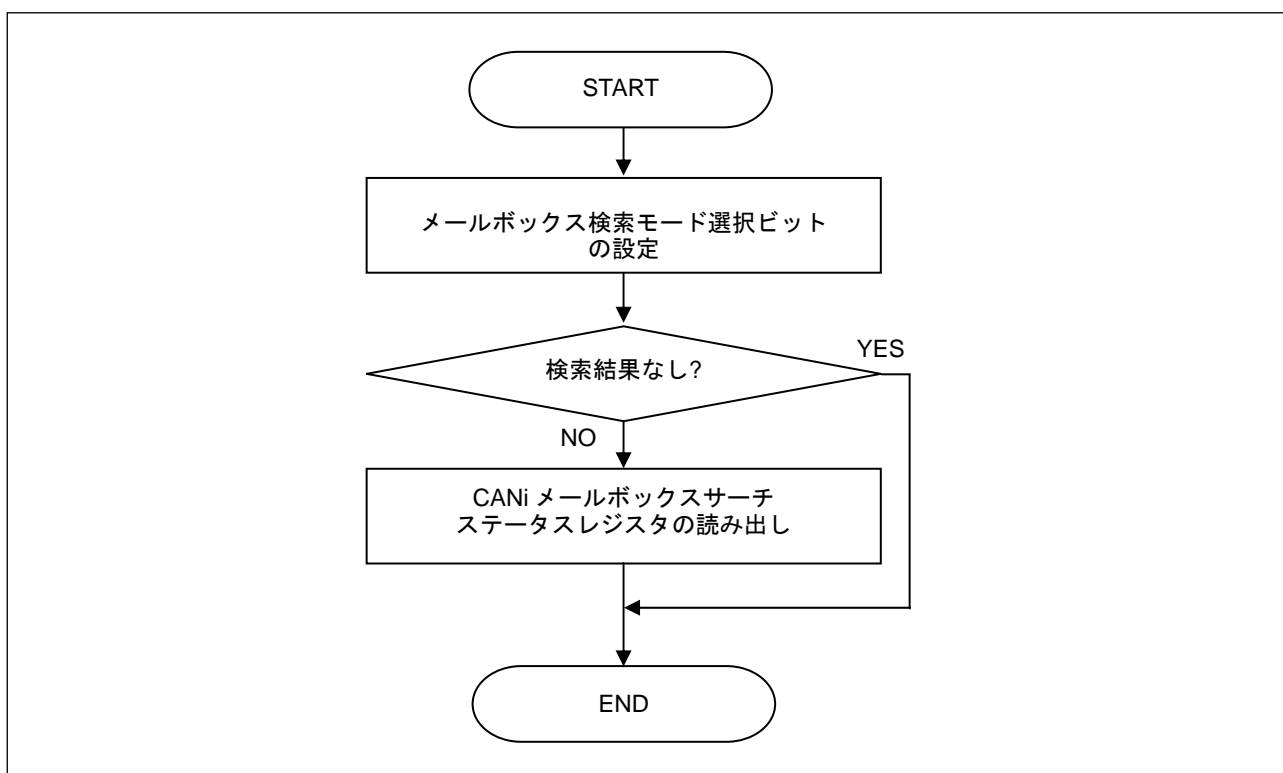 START
メールボックス検索モード選択ビット
の設定
検索結果なし?
YES
NO
CANi メールボックスサーチ
ステータスレジスタの読み出し
END